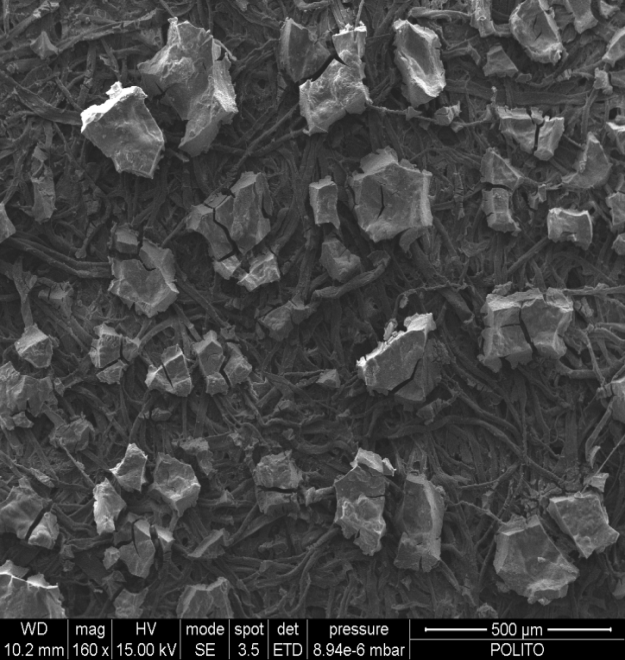 WD mag HV mode spot det pressure 500 µm
10.2 mm 160 x 15.00 kV SE 3.5 ETD 8.94e-6 mbar POLITO